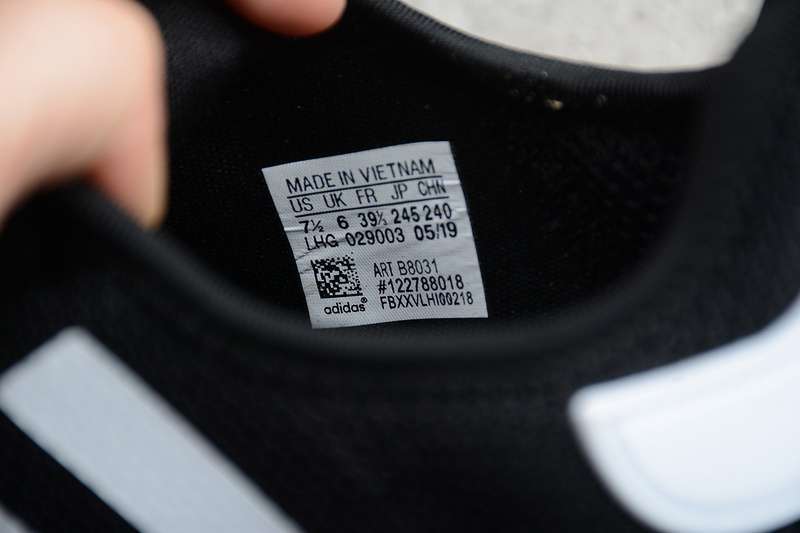 MADE IN VIETNAM
US UK FR JP CHN
7½ 6 39⅓ 245 240
LHG 029003 05/19
ART B8031
#122788018
FBXXVLHI00218
adidas®